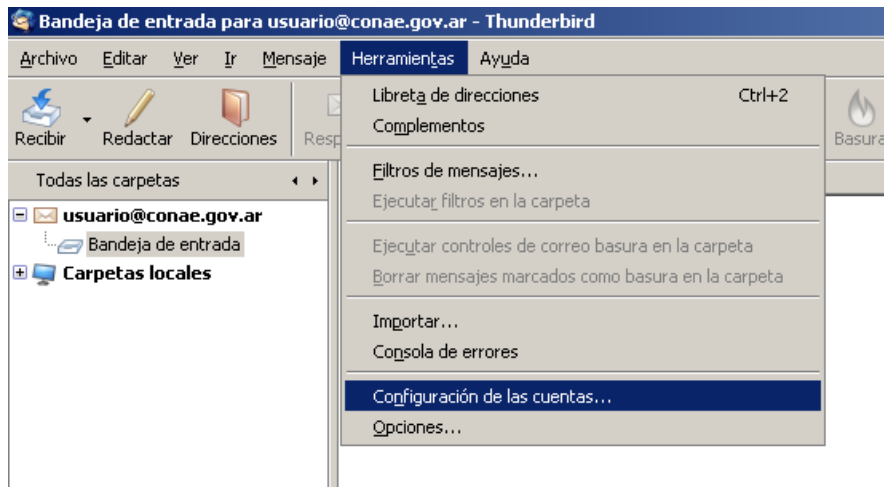 Bandeja de entrada para usuario@conae.gov.ar - Thunderbird
Archivo Editar Ver Ir Mensaje Herramientas Ayuda
Recibir Redactar Direcciones Basura
Todas las carpetas
usuario@conae.gov.ar
Bandeja de entrada
Carpetas locales
Libreta de direcciones Ctrl+2
Complementos
Filtros de mensajes...
Ejecutar filtros en la carpeta
Ejecutar controles de correo basura en la carpeta
Borrar mensajes marcados como basura en la carpeta
Importar...
Consola de errores
Configuración de las cuentas...
Opciones...